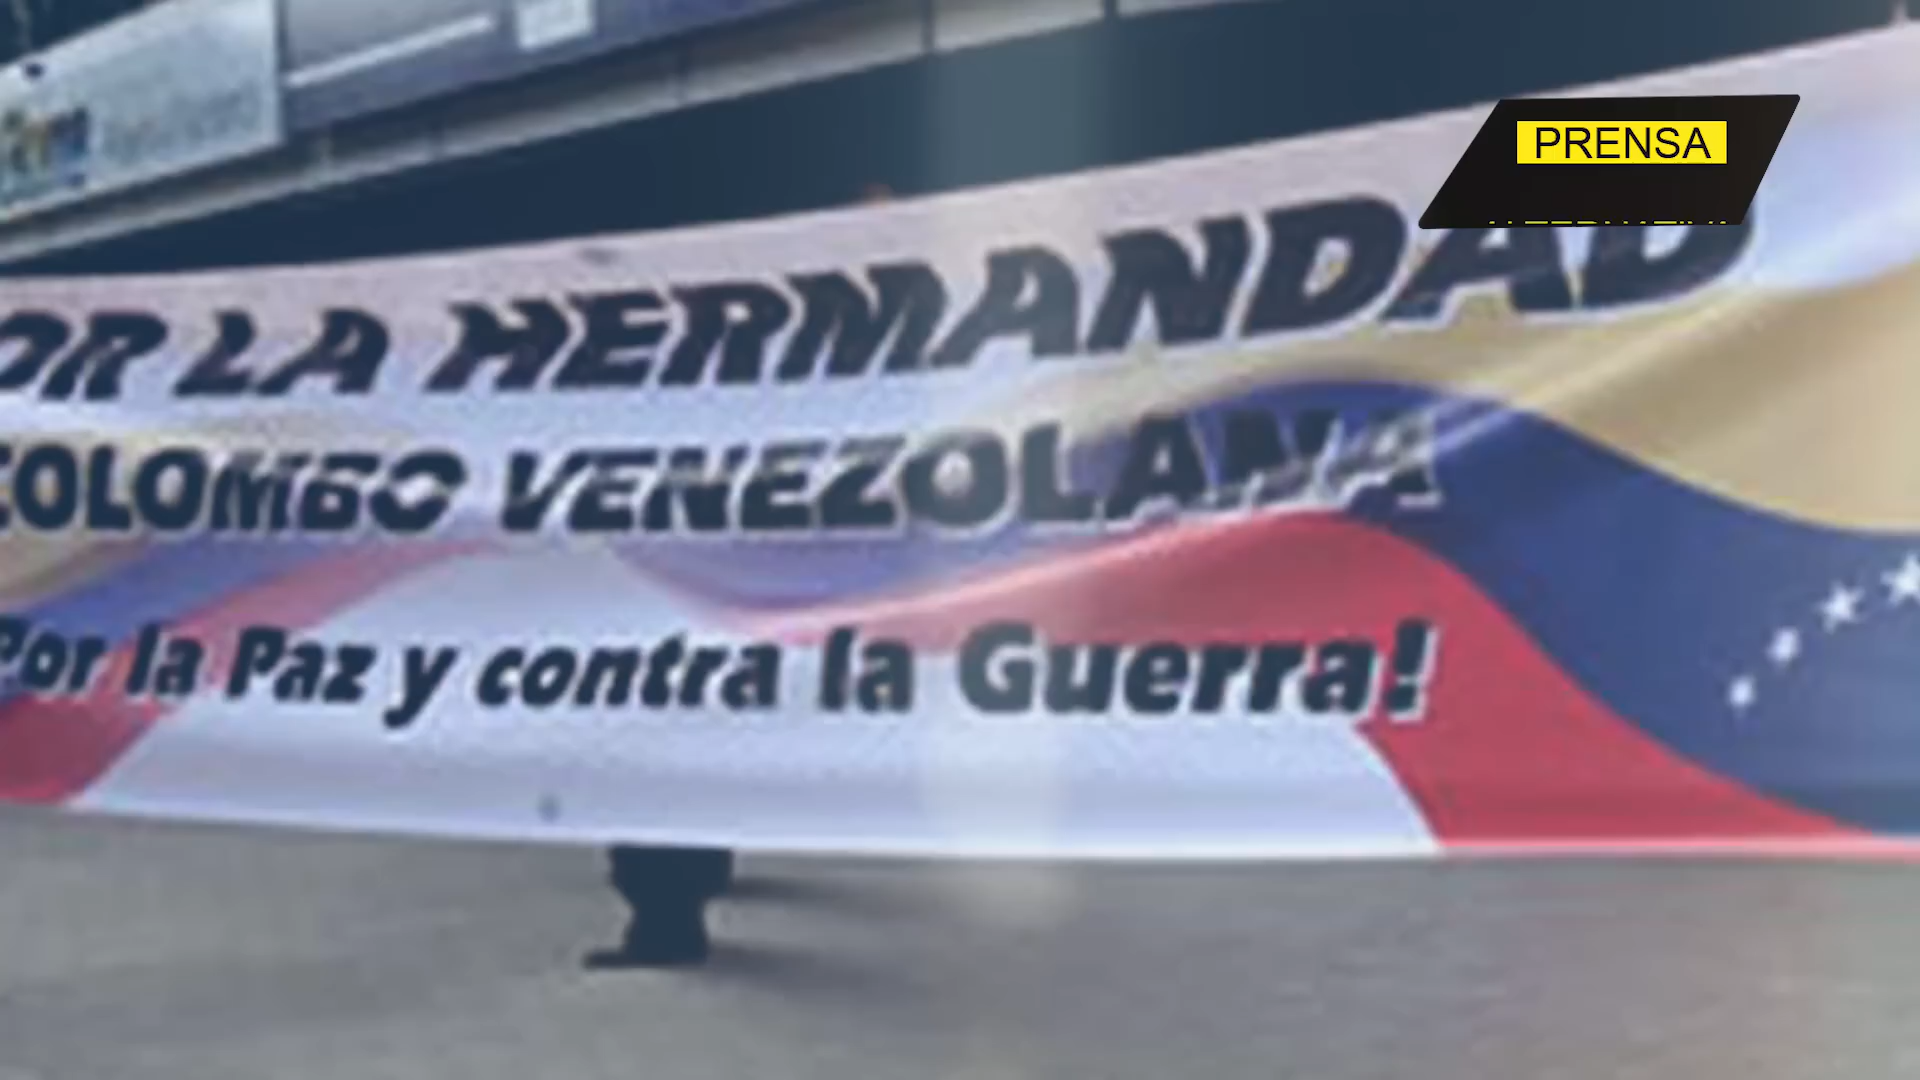 PRENSA
OR LA HERMANDAD
COLOMBO VENEZOLANA
Por la Paz y contra la Guerra!